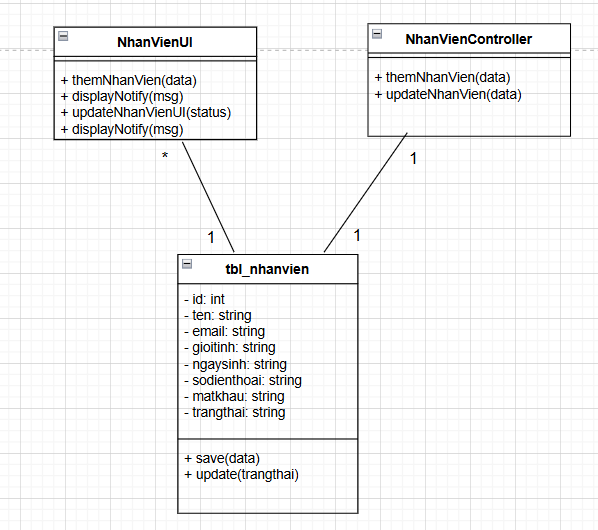 NhanVienUI
+ themNhanVien(data)
+ displayNotify(msg)
+ updateNhanVienUI(status)
+ displayNotify(msg)
NhanVienController
+ themNhanVien(data)
+ updateNhanVien(data)
*
1
1
1
tbl_nhanvien
- id: int
- ten: string
- email: string
- gioitinh: string
- ngaysinh: string
- sodienthoai: string
- matkhau: string
- trangthai: string
+ save(data)
+ update(trangthai)